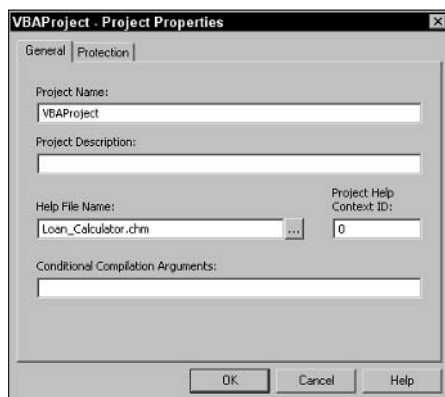 VBAProject - Project Properties
General Protection
Project Name:
VBAProject
Project Description:
Project Help
Help File Name: Context ID:
Loan_Calculator.chm ... 0
Conditional Compilation Arguments:
OK Cancel Help